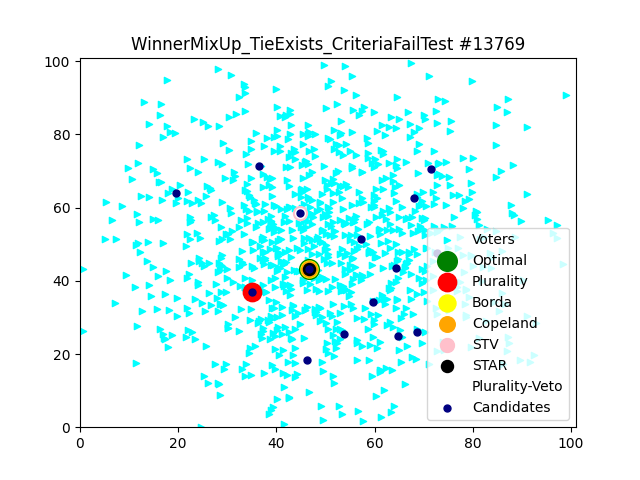 WinnerMixUp_TieExists_CriteriaFailTest #13769
100
80
60
40
20
0
0
20
40
60
80
100
Voters
Optimal
Plurality
Borda
Copeland
STV
STAR
Plurality-Veto
Candidates